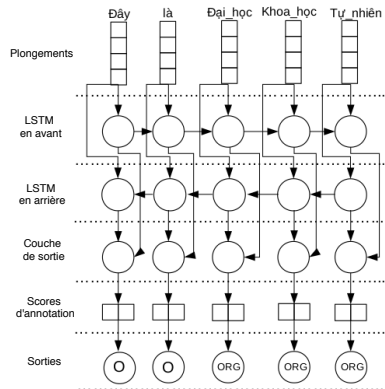 Đây là Đại_học Khoa_học Tự_nhiên
Plongements
LSTM
en avant
LSTM
en arrière
Couche
de sortie
Scores
d'annotation
Sorties O O ORG ORG ORG